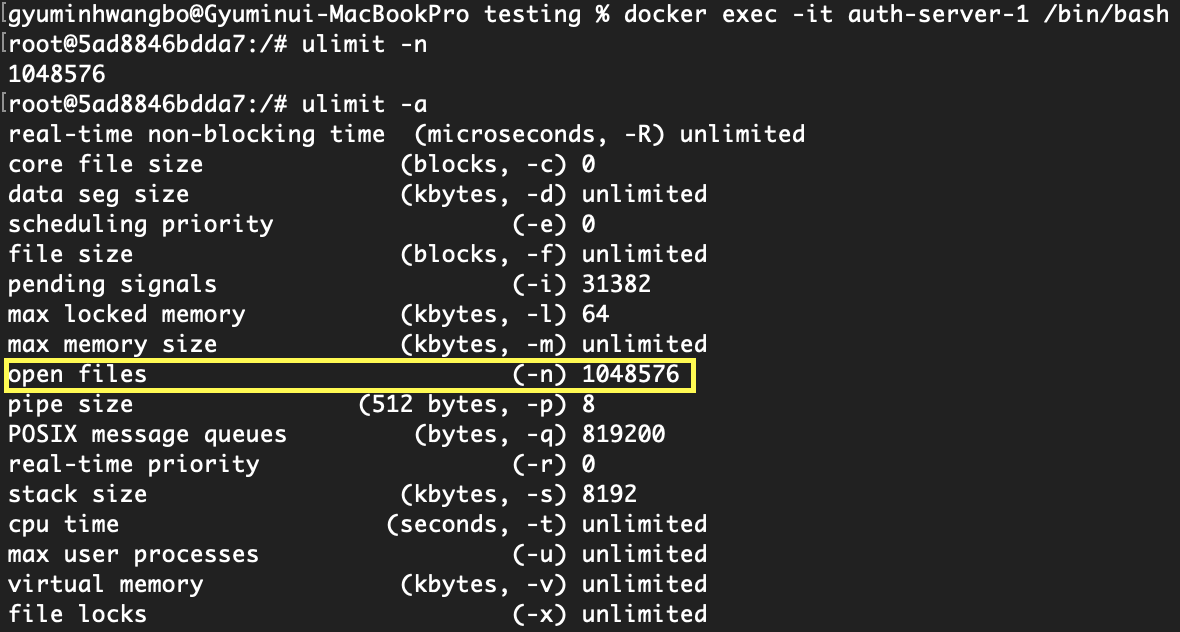 [gyuminhwangbo@Gyuminui-MacBookPro testing % docker exec -it auth-server-1 /bin/bash
[root@5ad8846bdda7:/# ulimit -n
1048576
[root@5ad8846bdda7:/# ulimit -a
real-time non-blocking time  (microseconds, -R) unlimited
core file size              (blocks, -c) 0
data seg size               (kbytes, -d) unlimited
scheduling priority                 (-e) 0
file size                   (blocks, -f) unlimited
pending signals                     (-i) 31382
max locked memory           (kbytes, -l) 64
max memory size             (kbytes, -m) unlimited
open files                          (-n) 1048576
pipe size                (512 bytes, -p) 8
POSIX message queues         (bytes, -q) 819200
real-time priority                  (-r) 0
stack size                  (kbytes, -s) 8192
cpu time                   (seconds, -t) unlimited
max user processes                  (-u) unlimited
virtual memory              (kbytes, -v) unlimited
file locks                          (-x) unlimited